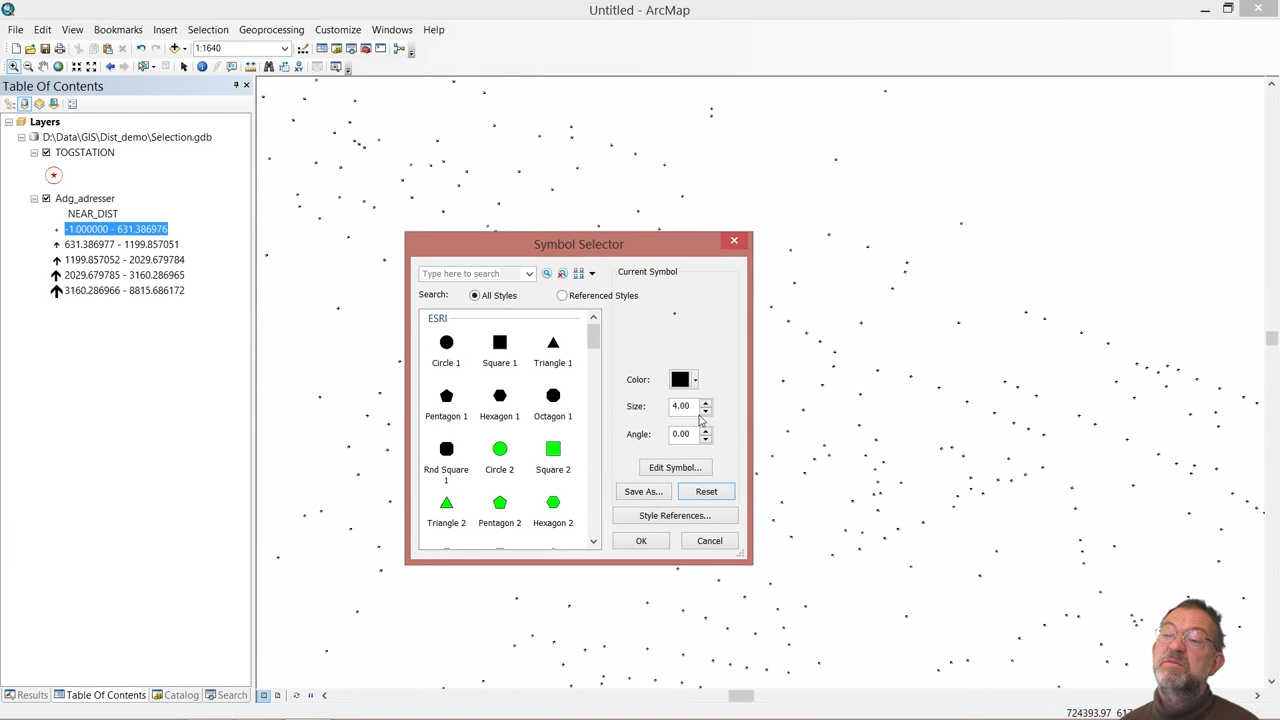 Untitled - ArcMap
File Edit View Bookmarks Insert Selection Geoprocessing Customize Windows Help
1:1640
Table Of Contents
Layers
D:\Data\GIS\Dist_demo\Selection.gdb
TOGSTATION
Adg_adresser
NEAR_DIST
-1.000000 - 631.386976
631.386977 - 1199.857051
1199.857052 - 2029.679784
2029.679785 - 3160.286965
3160.286966 - 8815.686172
Symbol Selector
Type here to search
Search: All Styles Referenced Styles
ESRI
Circle 1 Square 1 Triangle 1
Pentagon 1 Hexagon 1 Octagon 1
Rnd Square 1 Circle 2 Square 2
Triangle 2 Pentagon 2 Hexagon 2
Current Symbol
Color:
Size: 4.00
Angle: 0.00
Edit Symbol...
Save As... Reset
Style References...
OK Cancel
Results Table Of Contents Catalog Search
724393.97 617